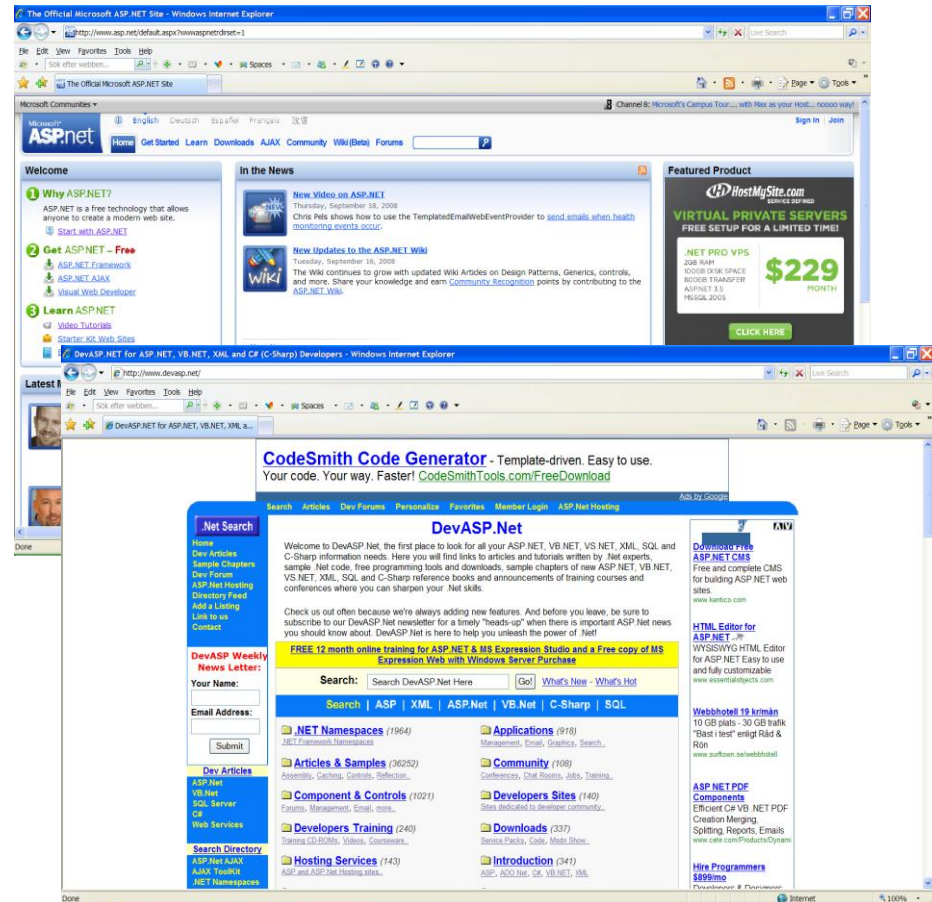 The Official Microsoft ASP.NET Site - Windows Internet Explorer
http://www.asp.net/default.aspx?wwwaspnetrdrset=1
Live Search
File Edit View Favorites Tools Help
Sök efter webben...
Spaces
The Official Microsoft ASP.NET Site
Page Tools
Microsoft Communities
Channel 8: Microsoft's Campus Tour.... with Max as your Host... noooo way!
Microsoft
ASP.net
English Deutsch Español Français
Sign In Join
Home Get Started Learn Downloads AJAX Community Wiki(Beta) Forums
Welcome
1 Why ASP.NET?
ASP.NET is a free technology that allows
anyone to create a modern web site.
Start with ASP.NET
2 Get ASP.NET – Free
ASP.NET Framework
ASP.NET AJAX
Visual Web Developer
3 Learn ASP.NET
Video Tutorials
Starter Kit Web Sites
Latest
In the News
New Video on ASP.NET
Thursday, September 18, 2008
Chris Pels shows how to use the TemplatedEmailWebEventProvider to send emails when health
monitoring events occur.
WIKI
New Updates to the ASP.NET Wiki
Tuesday, September 16, 2008
The Wiki continues to grow with updated Wiki Articles on Design Patterns, Generics, controls,
and more. Share your knowledge and earn Community Recognition points by contributing to the
ASP.NET Wiki.
Featured Product
HostMySite.com
SERVICE DEFINED
VIRTUAL PRIVATE SERVERS
FREE SETUP FOR A LIMITED TIME!
.NET PRO VPS
2GB RAM
100GB DISK SPACE
800GB TRANSFER
ASP.NET 3.5
MSSQL 2005
$229
MONTH
CLICK HERE
Done
DevASP.NET for ASP.NET, VB.NET, XML and C# (C-Sharp) Developers - Windows Internet Explorer
http://www.devasp.net/
Live Search
File Edit View Favorites Tools Help
Sök efter webben...
Spaces
DevASP.NET for ASP.NET, VB.NET, XML a...
Page Tools
CodeSmith Code Generator - Template-driven. Easy to use.
Your code. Your way. Faster! CodeSmithTools.com/FreeDownload
Ads by Google
Search Articles Dev Forums Personalize Favorites Member Login ASP.Net Hosting
.Net Search
Home
Dev Articles
Sample Chapters
Dev Forum
ASP.Net Hosting
Directory Feed
Add a Listing
Link to us
Contact
DevASP Weekly
News Letter:
Your Name:
Email Address:
Submit
Dev Articles
ASP.Net
VB.Net
SQL Server
C#
Web Services
Search Directory
ASP.Net AJAX
AJAX ToolKit
.NET Namespaces
DevASP.Net
Welcome to DevASP.Net, the first place to look for all your ASP.NET, VB.NET, VS.NET, XML, SQL and
C-Sharp information needs. Here you will find links to articles and tutorials written by .Net experts,
sample .Net code, free programming tools and downloads, sample chapters of new ASP.NET, VB.NET,
VS.NET, XML, SQL and C-Sharp reference books and announcements of training courses and
conferences where you can sharpen your .Net skills.
Check us out often because we're always adding new features. And before you leave, be sure to
subscribe to our DevASP.Net newsletter for a timely "heads-up" when there is important ASP.Net news
you should know about. DevASP.Net is here to help you unleash the power of .Net!
FREE 12 month online training for ASP.NET & MS Expression Studio and a Free copy of MS
Expression Web with Windows Server Purchase
Search: Search DevASP.Net Here Go! What's New - What's Hot
Search | ASP | XML | ASP.Net | VB.Net | C-Sharp | SQL
.NET Namespaces (1964)
.NET Framework Namespaces
Applications (918)
Management, Email, Graphics, Search..
Articles & Samples (36252)
Assembly, Caching, Controls, Reflection..
Community (108)
Conferences, Chat Rooms, Jobs, Training..
Component & Controls (1021)
Forums, Management, Email, more..
Developers Sites (140)
Sites dedicated to developer community..
Developers Training (240)
Training CD-ROMs, Videos, Courseware..
Downloads (337)
Service Packs, Code, Msdn Show..
Hosting Services (143)
ASP and ASP.Net Hosting sites..
Introduction (341)
ASP, ADO.Net, C#, VB.NET, XML
Download Free
ASP.NET CMS
Free and complete CMS
for building ASP.NET web
sites.
www.kentico.com
HTML Editor for
ASP.NET
WYSISWYG HTML Editor
for ASP.NET Easy to use
and fully customizable
www.essentialobjects.com
Webbhotell 19 kr/mån
10 GB plats - 30 GB trafik
"Bast i test" enligt Råd &
Rön
www.surftown.se/webbhotell
ASP.NET PDF
Components
Efficient C# VB .NET PDF
Creation Merging,
Splitting, Reports, Emails
www.cete.com/Products/Dynami
Hire Programmers
$899/mo
Developers & Designers
Done
Internet
100%